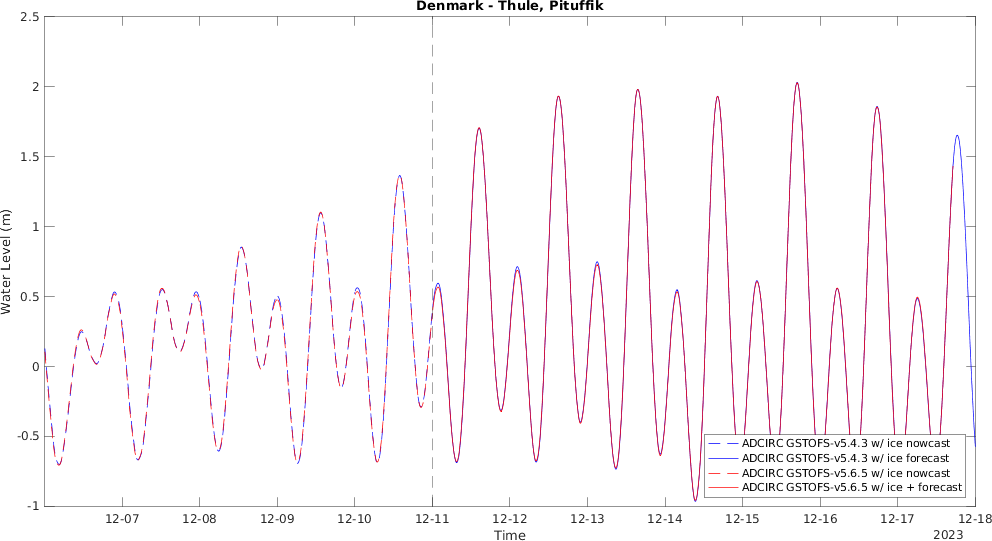 Denmark - Thule, Pituffik
2.5
2
1.5
1
0.5
0
-0.5
-1
Water Level (m)
ADCIRC GSTOFS-v5.4.3 w/ ice nowcast
ADCIRC GSTOFS-v5.4.3 w/ ice forecast
ADCIRC GSTOFS-v5.6.5 w/ ice nowcast
ADCIRC GSTOFS-v5.6.5 w/ ice + forecast
12-07 12-08 12-09 12-10 12-11 12-12 12-13 12-14 12-15 12-16 12-17 12-18
Time
2023